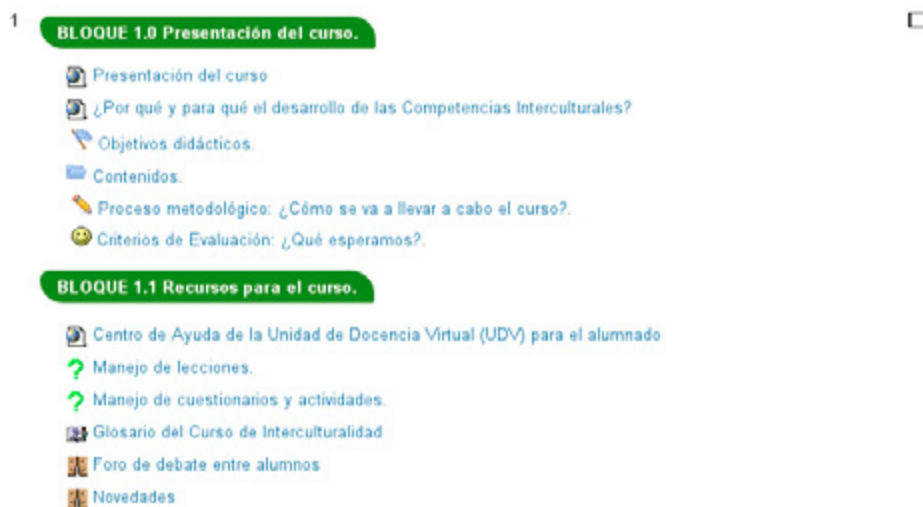 1
BLOQUE 1.0 Presentación del curso.
Presentación del curso
¿Por qué y para qué el desarrollo de las Competencias Interculturales?
Objetivos didácticos.
Contenidos.
Proceso metodológico: ¿Cómo se va a llevar a cabo el curso?.
Criterios de Evaluación: ¿Qué esperamos?.
BLOQUE 1.1 Recursos para el curso.
Centro de Ayuda de la Unidad de Docencia Virtual (UDV) para el alumnado
Manejo de lecciones.
Manejo de cuestionarios y actividades.
Glosario del Curso de Interculturalidad
Foro de debate entre alumnos
Novedades